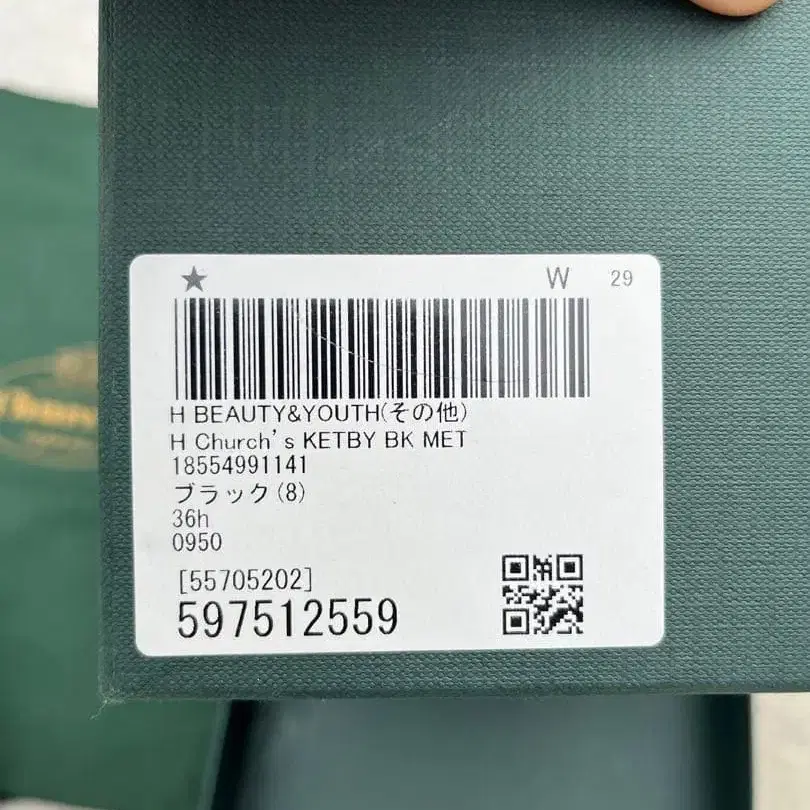 ★ W 29
H BEAUTY&YOUTH(その他)
H Church's KETBY BK MET
18554991141
ブラック(8)
36h
0950
[55705202]
597512559